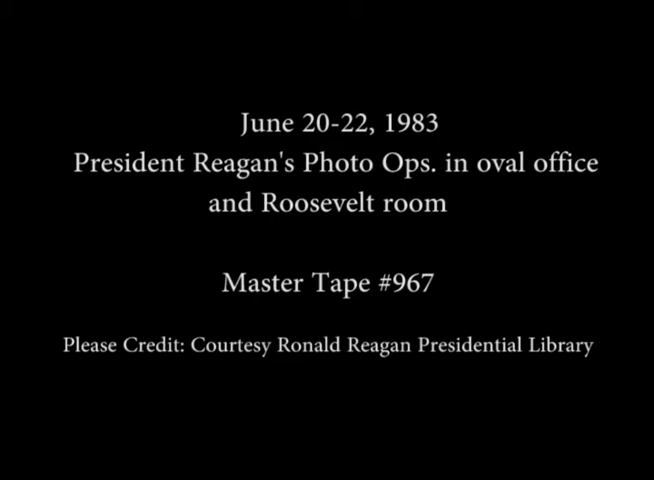 June 20-22, 1983
President Reagan's Photo Ops. in oval office
and Roosevelt room
Master Tape #967
Please Credit: Courtesy Ronald Reagan Presidential Library